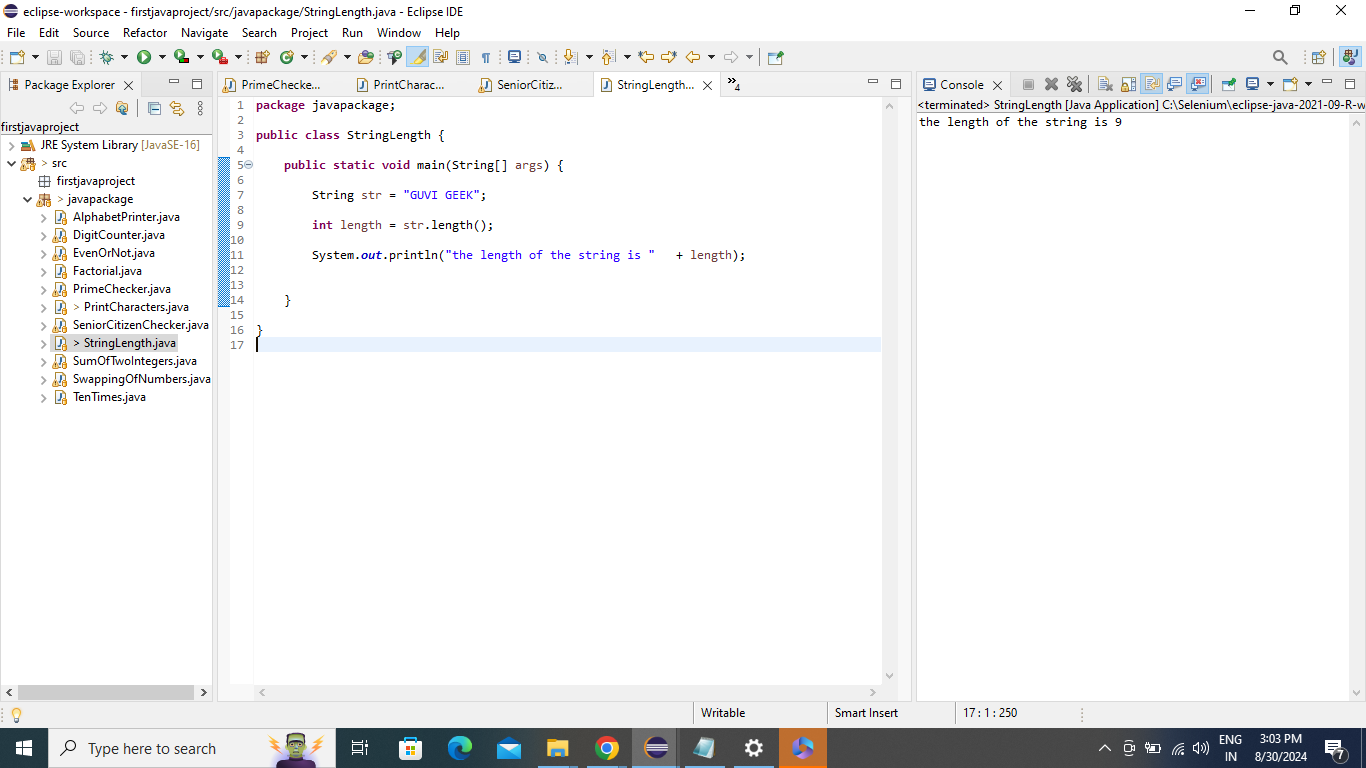 eclipse-workspace - firstjavaproject/src/javapackage/StringLength.java - Eclipse IDE
File Edit Source Refactor Navigate Search Project Run Window Help
Package Explorer
firstjavaproject
JRE System Library [JavaSE-16]
> src
firstjavaproject
> javapackage
AlphabetPrinter.java
DigitCounter.java
EvenOrNot.java
Factorial.java
PrimeChecker.java
> PrintCharacters.java
SeniorCitizenChecker.java
> StringLength.java
SumOfTwoIntegers.java
SwappingOfNumbers.java
TenTimes.java
PrimeChecke... PrintCharac... SeniorCitiz... StringLength... »4
1 package javapackage;
2
3 public class StringLength {
4
5 public static void main(String[] args) {
6
7 String str = "GUVI GEEK";
8
9 int length = str.length();
10
11 System.out.println("the length of the string is " + length);
12
13
14 }
15
16 }
17
Console
<terminated> StringLength [Java Application] C:\Selenium\eclipse-java-2021-09-R-w
the length of the string is 9
Writable Smart Insert 17 : 1 : 250
Type here to search
ENG
IN
3:03 PM
8/30/2024
7